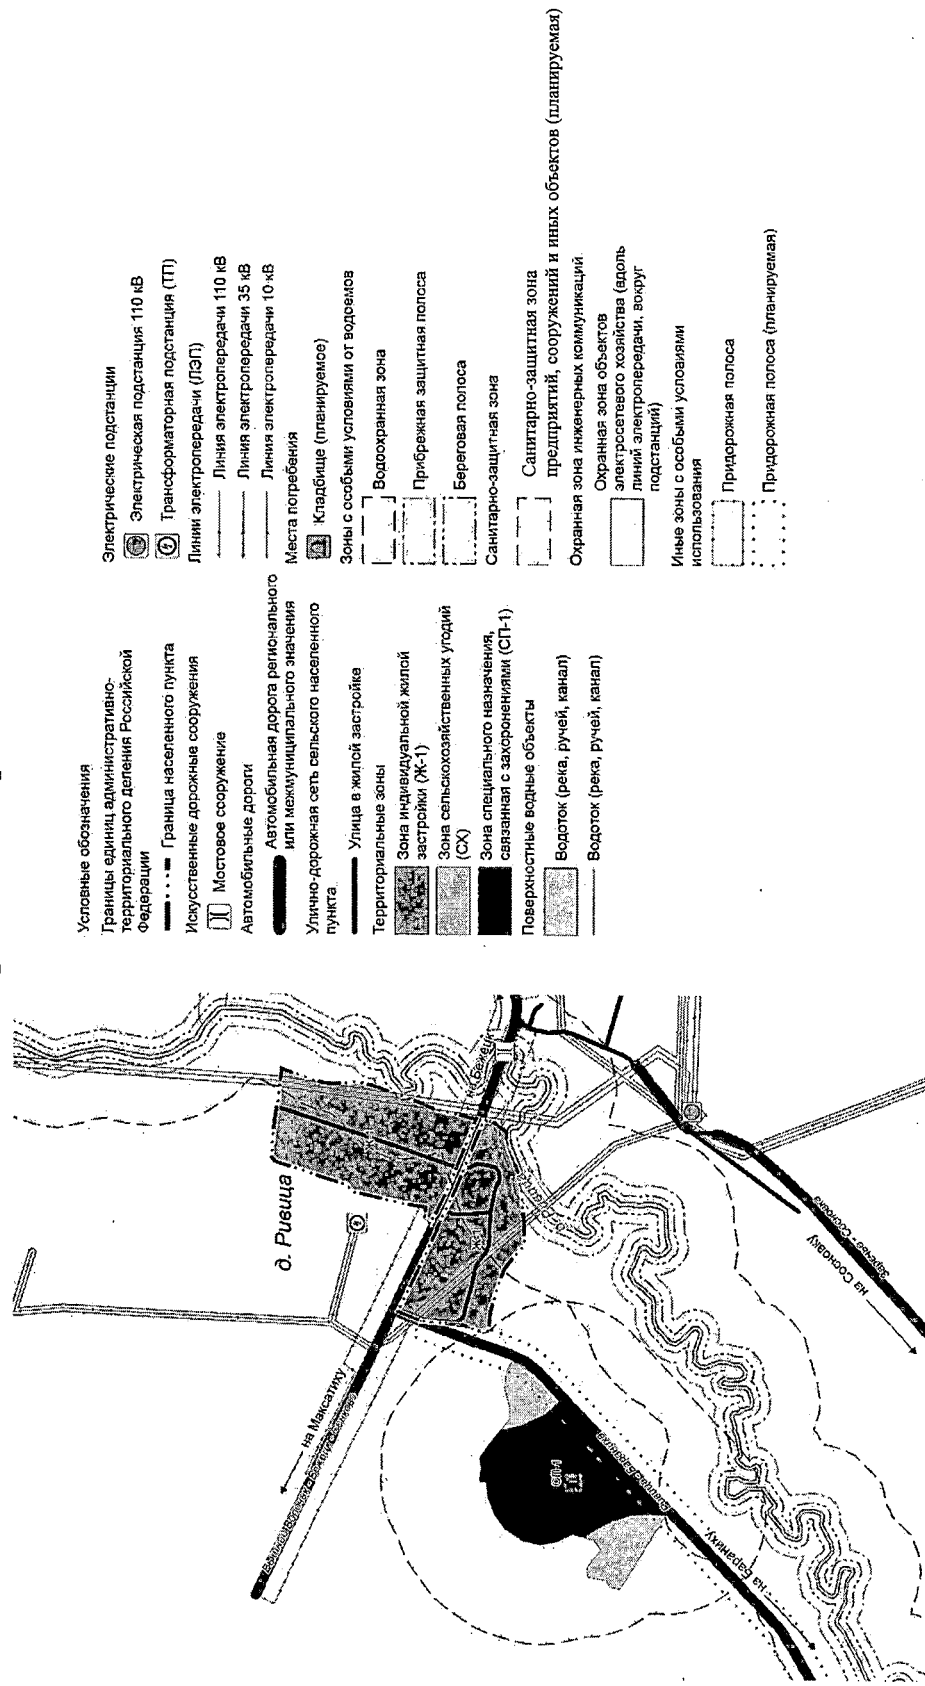 Условные обозначения
Границы единиц административно-
территориального деления Российской
Федерации
Граница населенного пункта
Искусственные дорожные сооружения
Мостовое сооружение
Автомобильные дороги
Автомобильная дорога регионального
или межмуниципального значения
Улично-дорожная сеть сельского населенного
пункта
Улица в жилой застройке
Территориальные зоны
Зона индивидуальной жилой
застройки (Ж-1)
Зона сельскохозяйственных угодий
(СХ)
Зона специального назначения,
связанная с захоронениями (СП-1)
Поверхностные водные объекты
Водоток (река, ручей, канал)
Водоток (река, ручей, канал)
Электрические подстанции
Электрическая подстанция 110 кВ
Трансформаторная подстанция (ТП)
Линии электропередачи (ЛЭП)
Линия электропередачи 110 кВ
Линия электропередачи 35 кВ
Линия электропередачи 10 кВ
Места погребения
Кладбище (планируемое)
Зоны с особыми условиями от водоемов
Водоохранная зона
Прибрежная защитная полоса
Береговая полоса
Санитарно-защитная зона
Санитарно-защитная зона
предприятий, сооружений и иных объектов (планируемая)
Охранная зона инженерных коммуникаций
Охранная зона объектов
электросетевого хозяйства (вдоль
линий электропередачи, вокруг
подстанций)
Иные зоны с особыми условиями
использования
Придорожная полоса
Придорожная полоса (планируемая)
д. Ривица
на Максатиху
на Бежецк
Ж-1
СП-1
на Бараниху
Заречье - Сосновка
на Сосновку